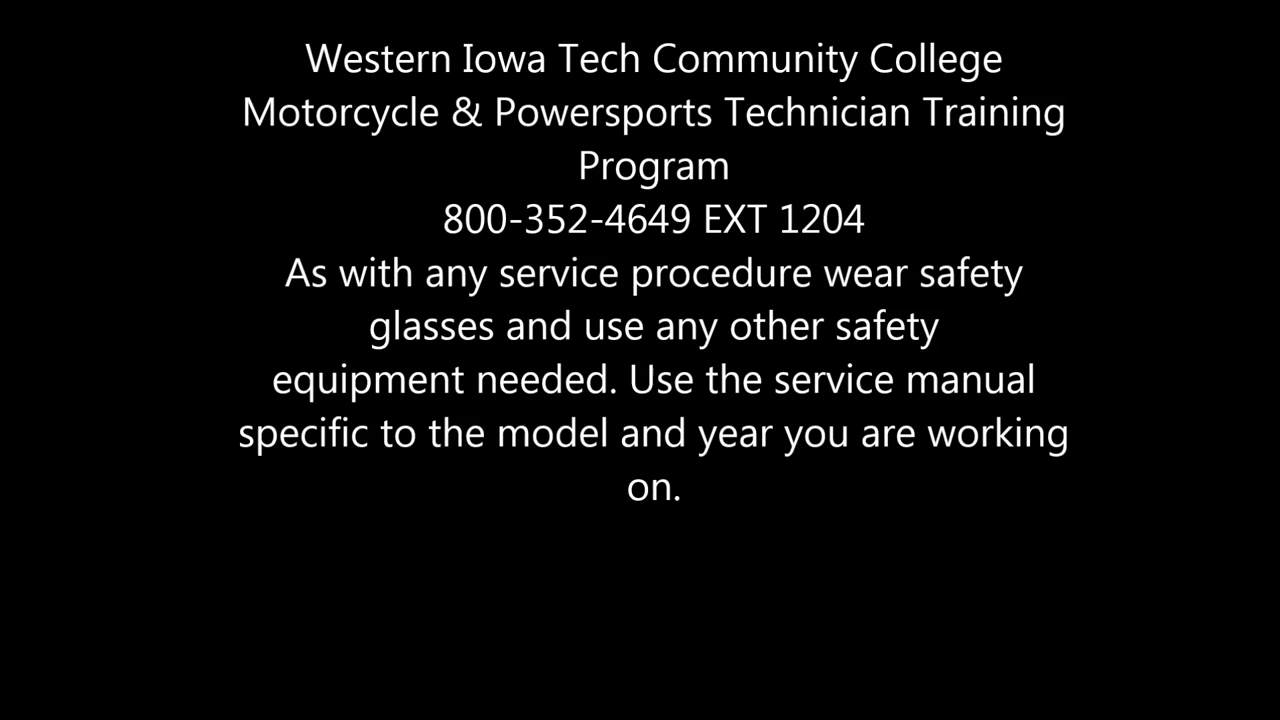 Western Iowa Tech Community College
Motorcycle & Powersports Technician Training
Program
800-352-4649 EXT 1204
As with any service procedure wear safety
glasses and use any other safety
equipment needed. Use the service manual
specific to the model and year you are working
on.